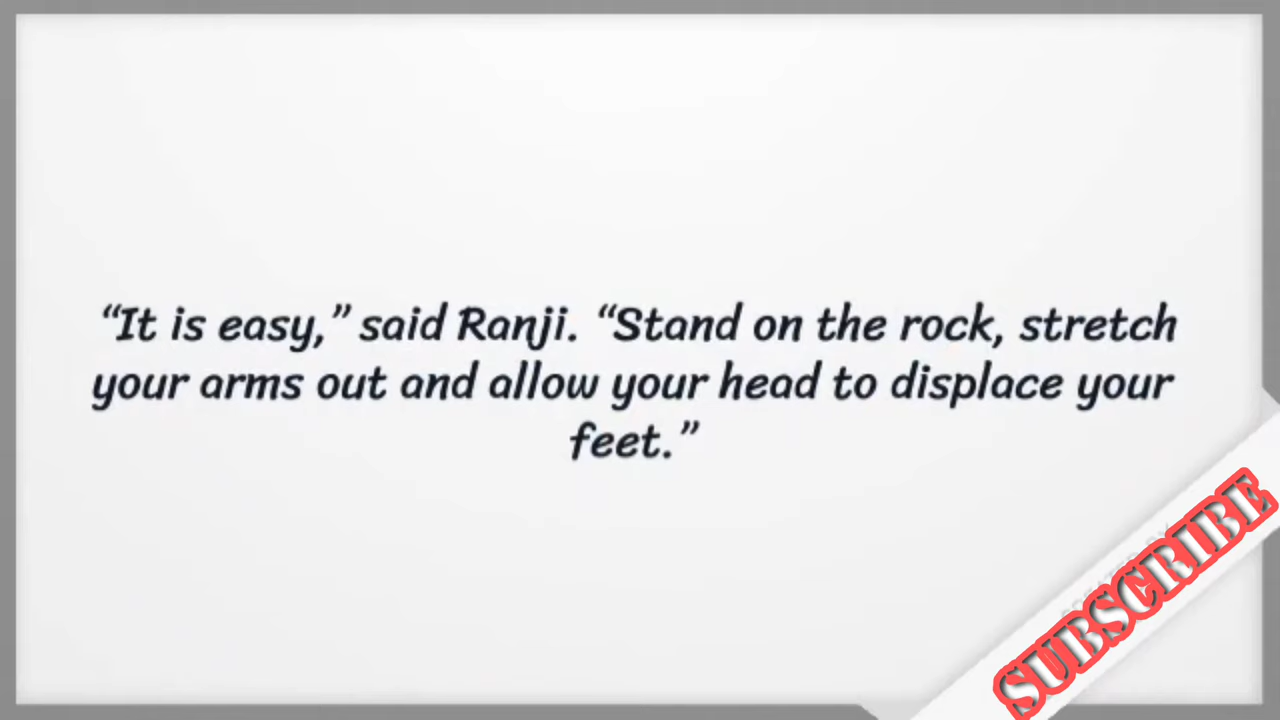 “It is easy,” said Ranji. “Stand on the rock, stretch
your arms out and allow your head to displace your
feet.”
SUBSCRIBE